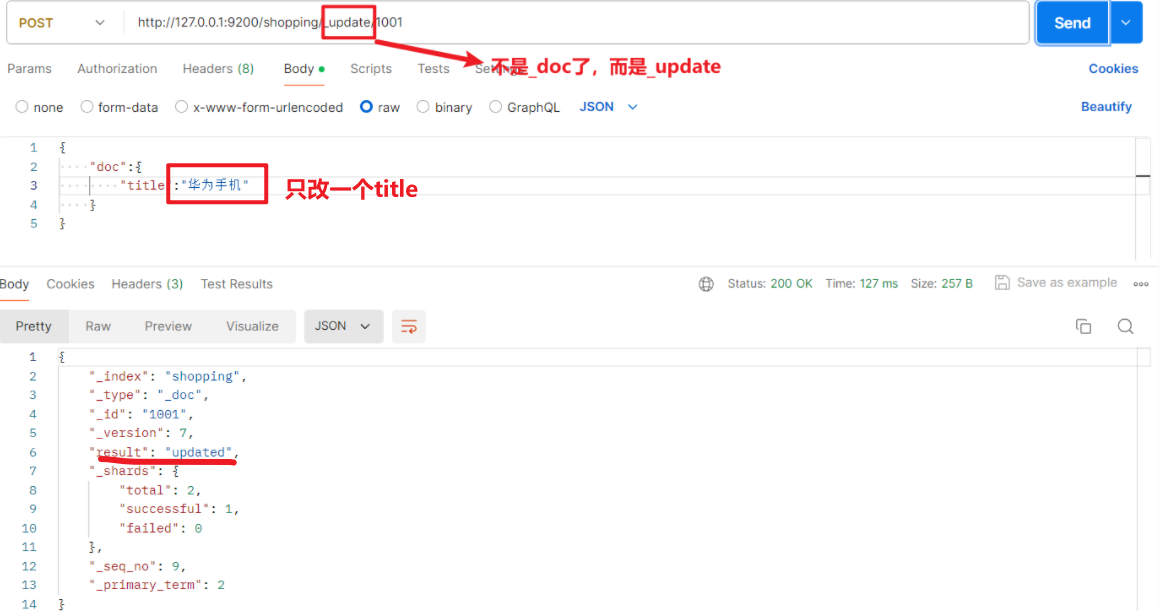 POST http://127.0.0.1:9200/shopping/_update/1001 Send
不是_doc了，而是_update
Params Authorization Headers (8) Body Scripts Tests Cookies
none form-data x-www-form-urlencoded raw binary GraphQL JSON Beautify
1 {
2 "doc":{
3 "title":"华为手机"
只改一个title
4 }
5 }
Body Cookies Headers (3) Test Results Status: 200 OK Time: 127 ms Size: 257 B Save as example
Pretty Raw Preview Visualize JSON
1 {
2 "_index": "shopping",
3 "_type": "_doc",
4 "_id": "1001",
5 "_version": 7,
6 "result": "updated",
7 "_shards": {
8 "total": 2,
9 "successful": 1,
10 "failed": 0
11 },
12 "_seq_no": 9,
13 "_primary_term": 2
14 }